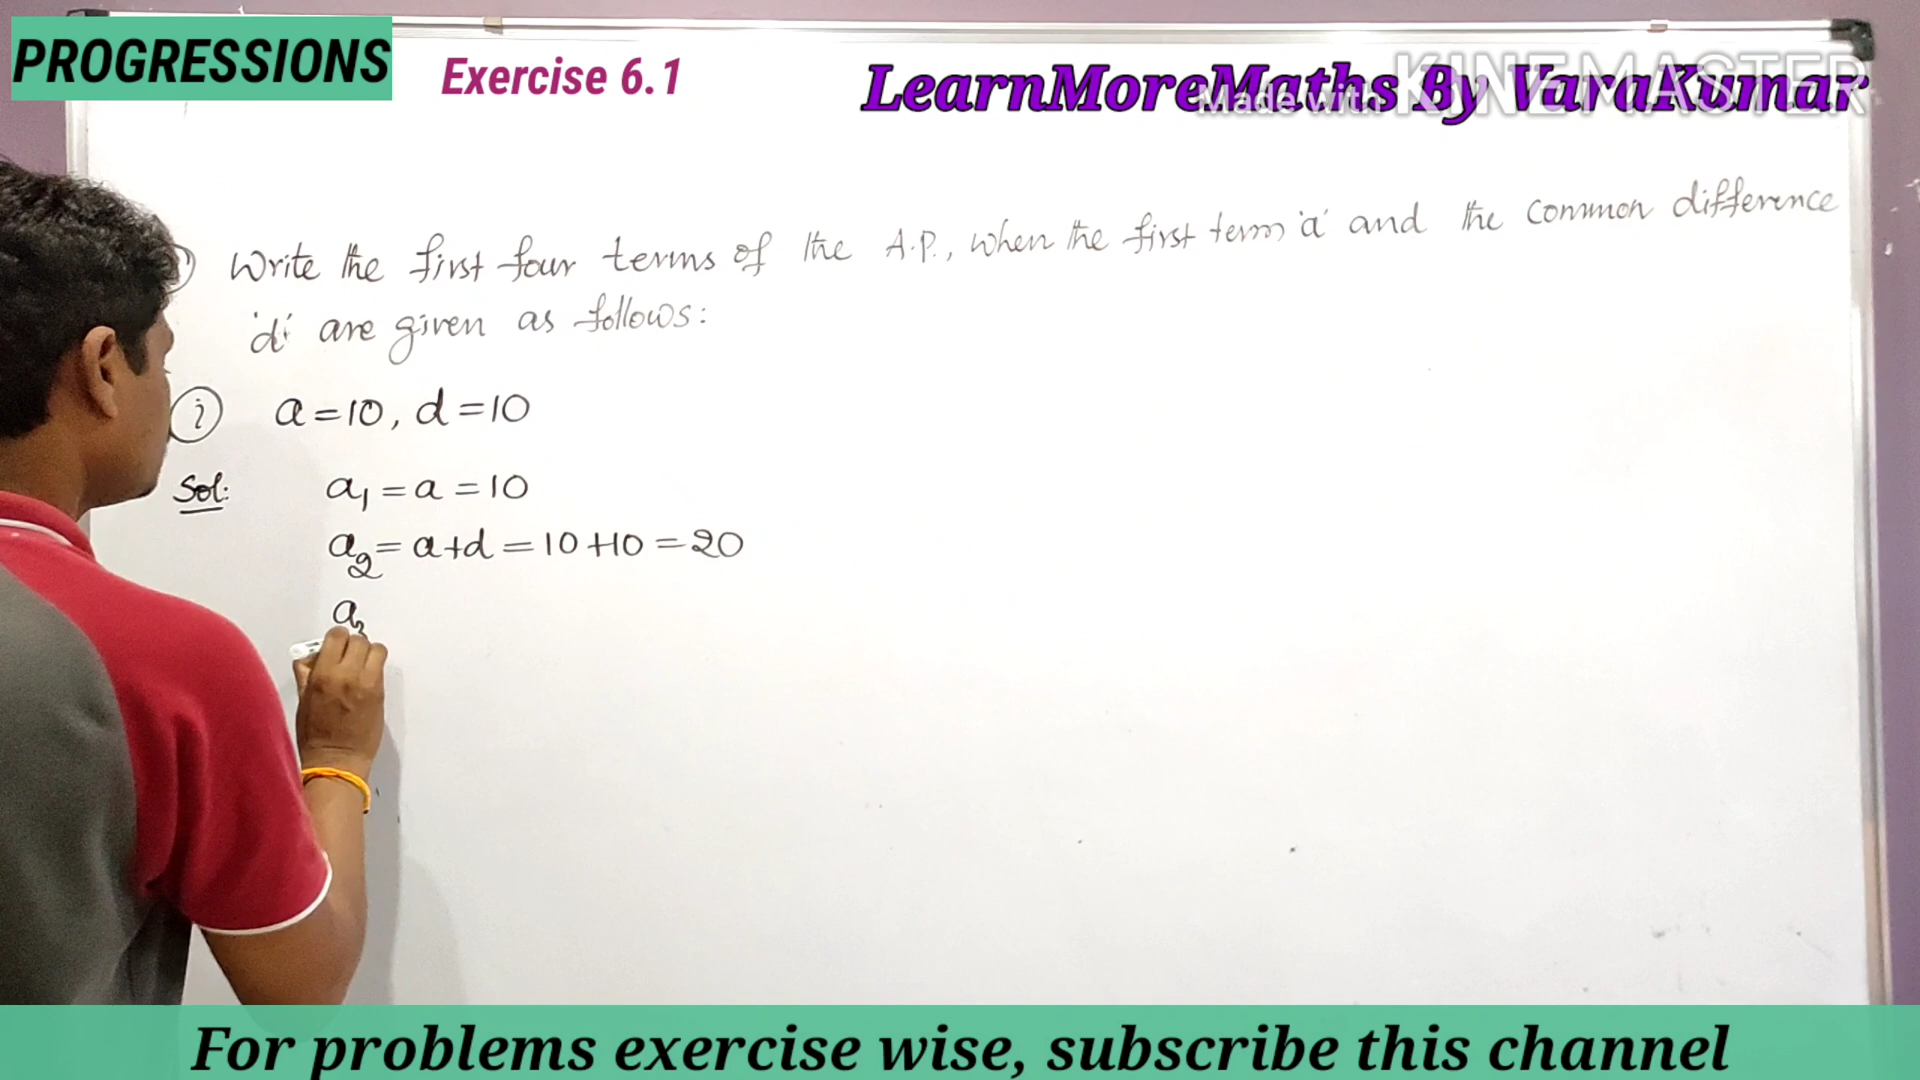 PROGRESSIONS
Exercise 6.1
LearnMoreMaths By VaraKumar
Made with KINEMASTER
) Write the first four terms of the A.P., when the first term 'a' and the common difference
'd' are given as follows:
(i) a = 10, d = 10
Sol: a₁ = a = 10
a₂ = a+d = 10+10 = 20
a₃
For problems exercise wise, subscribe this channel